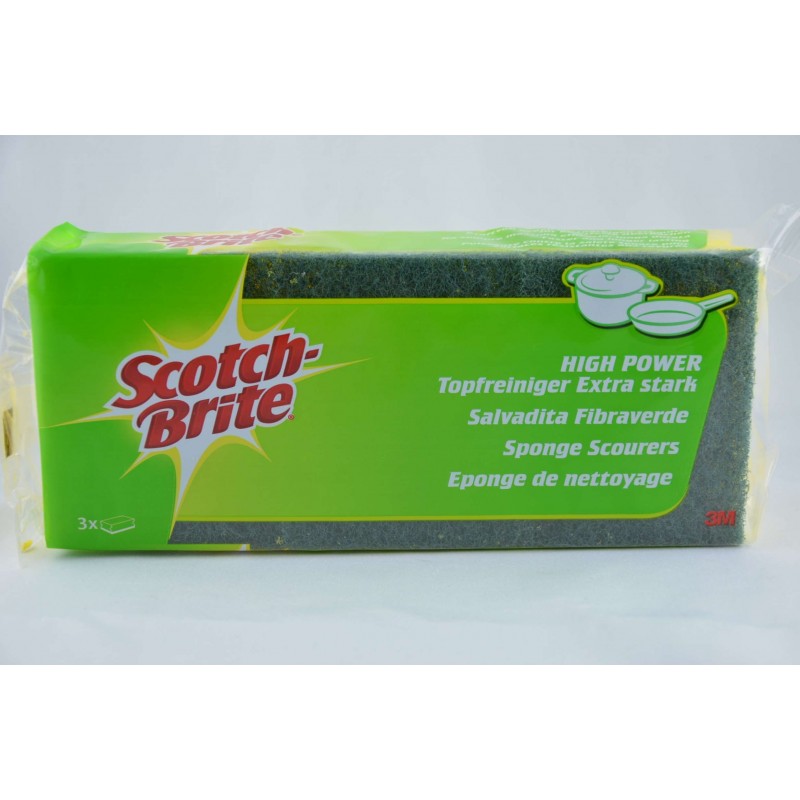 Scotch-
Brite
HIGH POWER
Topfreiniger Extra stark
Salvadita Fibraverde
Sponge Scourers
Eponge de nettoyage
3x
3M